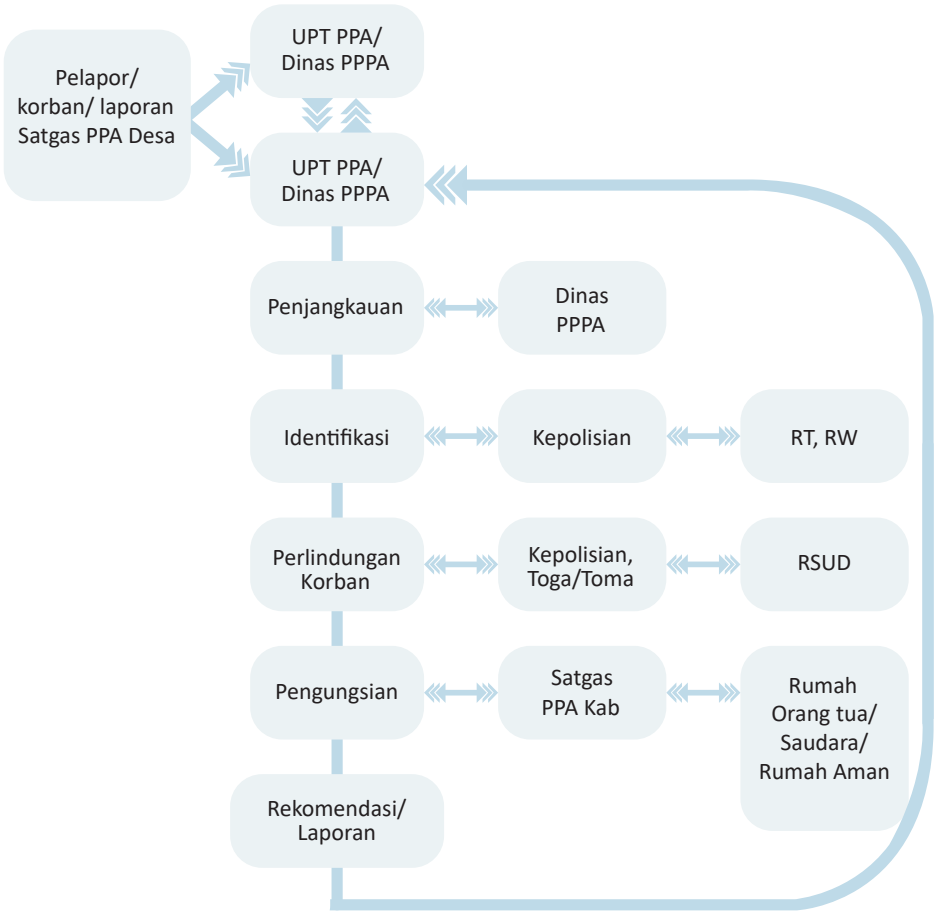 Pelapor/
korban/ laporan
Satgas PPA Desa
UPT PPA/
Dinas PPPA
UPT PPA/
Dinas PPPA
Penjangkauan
Dinas
PPPA
Identifikasi
Kepolisian
RT, RW
Perlindungan
Korban
Kepolisian,
Toga/Toma
RSUD
Pengungsian
Satgas
PPA Kab
Rumah
Orang tua/
Saudara/
Rumah Aman
Rekomendasi/
Laporan